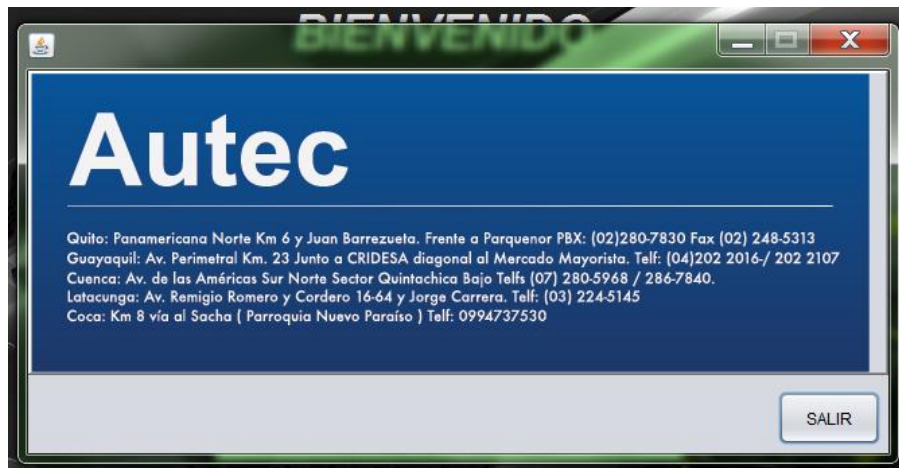 BIENVENIDO
Autec
Quito: Panamericana Norte Km 6 y Juan Barrezueta. Frente a Parquenor PBX: (02)280-7830 Fax (02) 248-5313
Guayaquil: Av. Perimetral Km. 23 Junto a CRIDESA diagonal al Mercado Mayorista. Telf: (04)202 2016-/ 202 2107
Cuenca: Av. de las Américas Sur Norte Sector Quintachica Bajo Telfs (07) 280-5968 / 286-7840.
Latacunga: Av. Remigio Romero y Cordero 16-64 y Jorge Carrera. Telf: (03) 224-5145
Coca: Km 8 vía al Sacha ( Parroquia Nuevo Paraíso ) Telf: 0994737530
SALIR